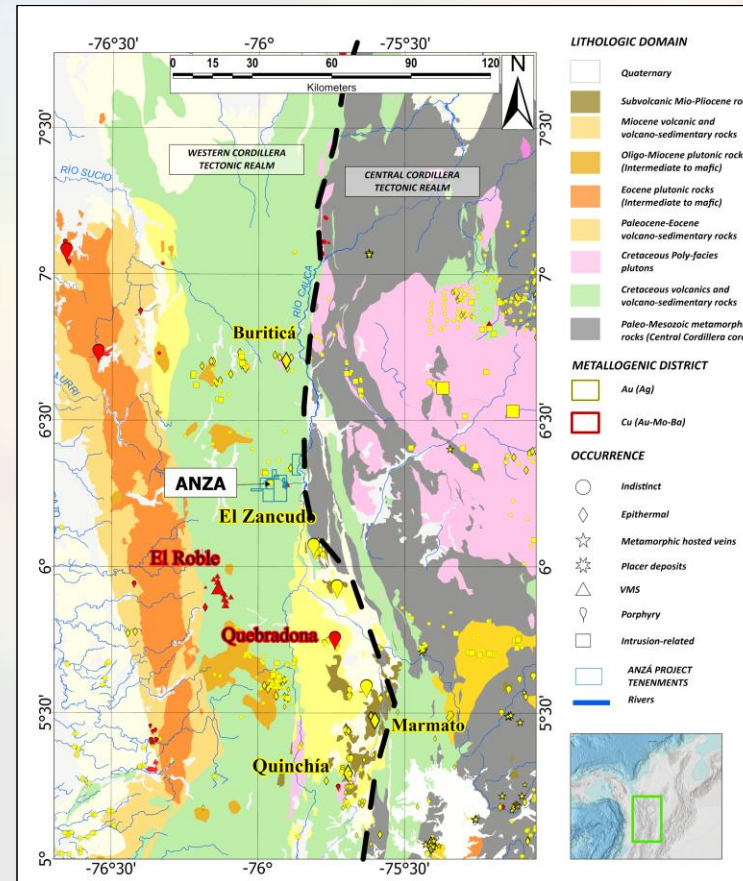 -76°30'
-76°
-75°30'
0 15 30 60 90 120
Kilometers
N
7°30'
7°30'
WESTERN CORDILLERA
TECTONIC REALM
CENTRAL CORDILLERA
TECTONIC REALM
RÍO SUCIO
7°
7°
RÍO CAUCA
Buriticá
URRI
6°30'
6°30'
ANZA
El Zancudo
6°
6°
El Roble
Quebradona
5°30'
5°30'
Marmato
Quinchía
5°
5°
-76°30'
-76°
-75°30'
LITHOLOGIC DOMAIN
Quaternary
Subvolcanic Mio-Pliocene ro
Miocene volcanic and
volcano-sedimentary rocks
Oligo-Miocene plutonic rock
(Intermediate to mafic)
Eocene plutonic rocks
(Intermediate to mafic)
Paleocene-Eocene
volcano-sedimentary rocks
Cretaceous Poly-facies
plutons
Cretaceous volcanics and
volcano-sedimentary rocks
Paleo-Mesozoic metamorph
rocks (Central Cordillera cor
METALLOGENIC DISTRICT
Au (Ag)
Cu (Au-Mo-Ba)
OCCURRENCE
Indistinct
Epithermal
Metamorphic hosted veins
Placer deposits
VMS
Porphyry
Intrusion-related
ANZÁ PROJECT
TENEMENTS
Rivers